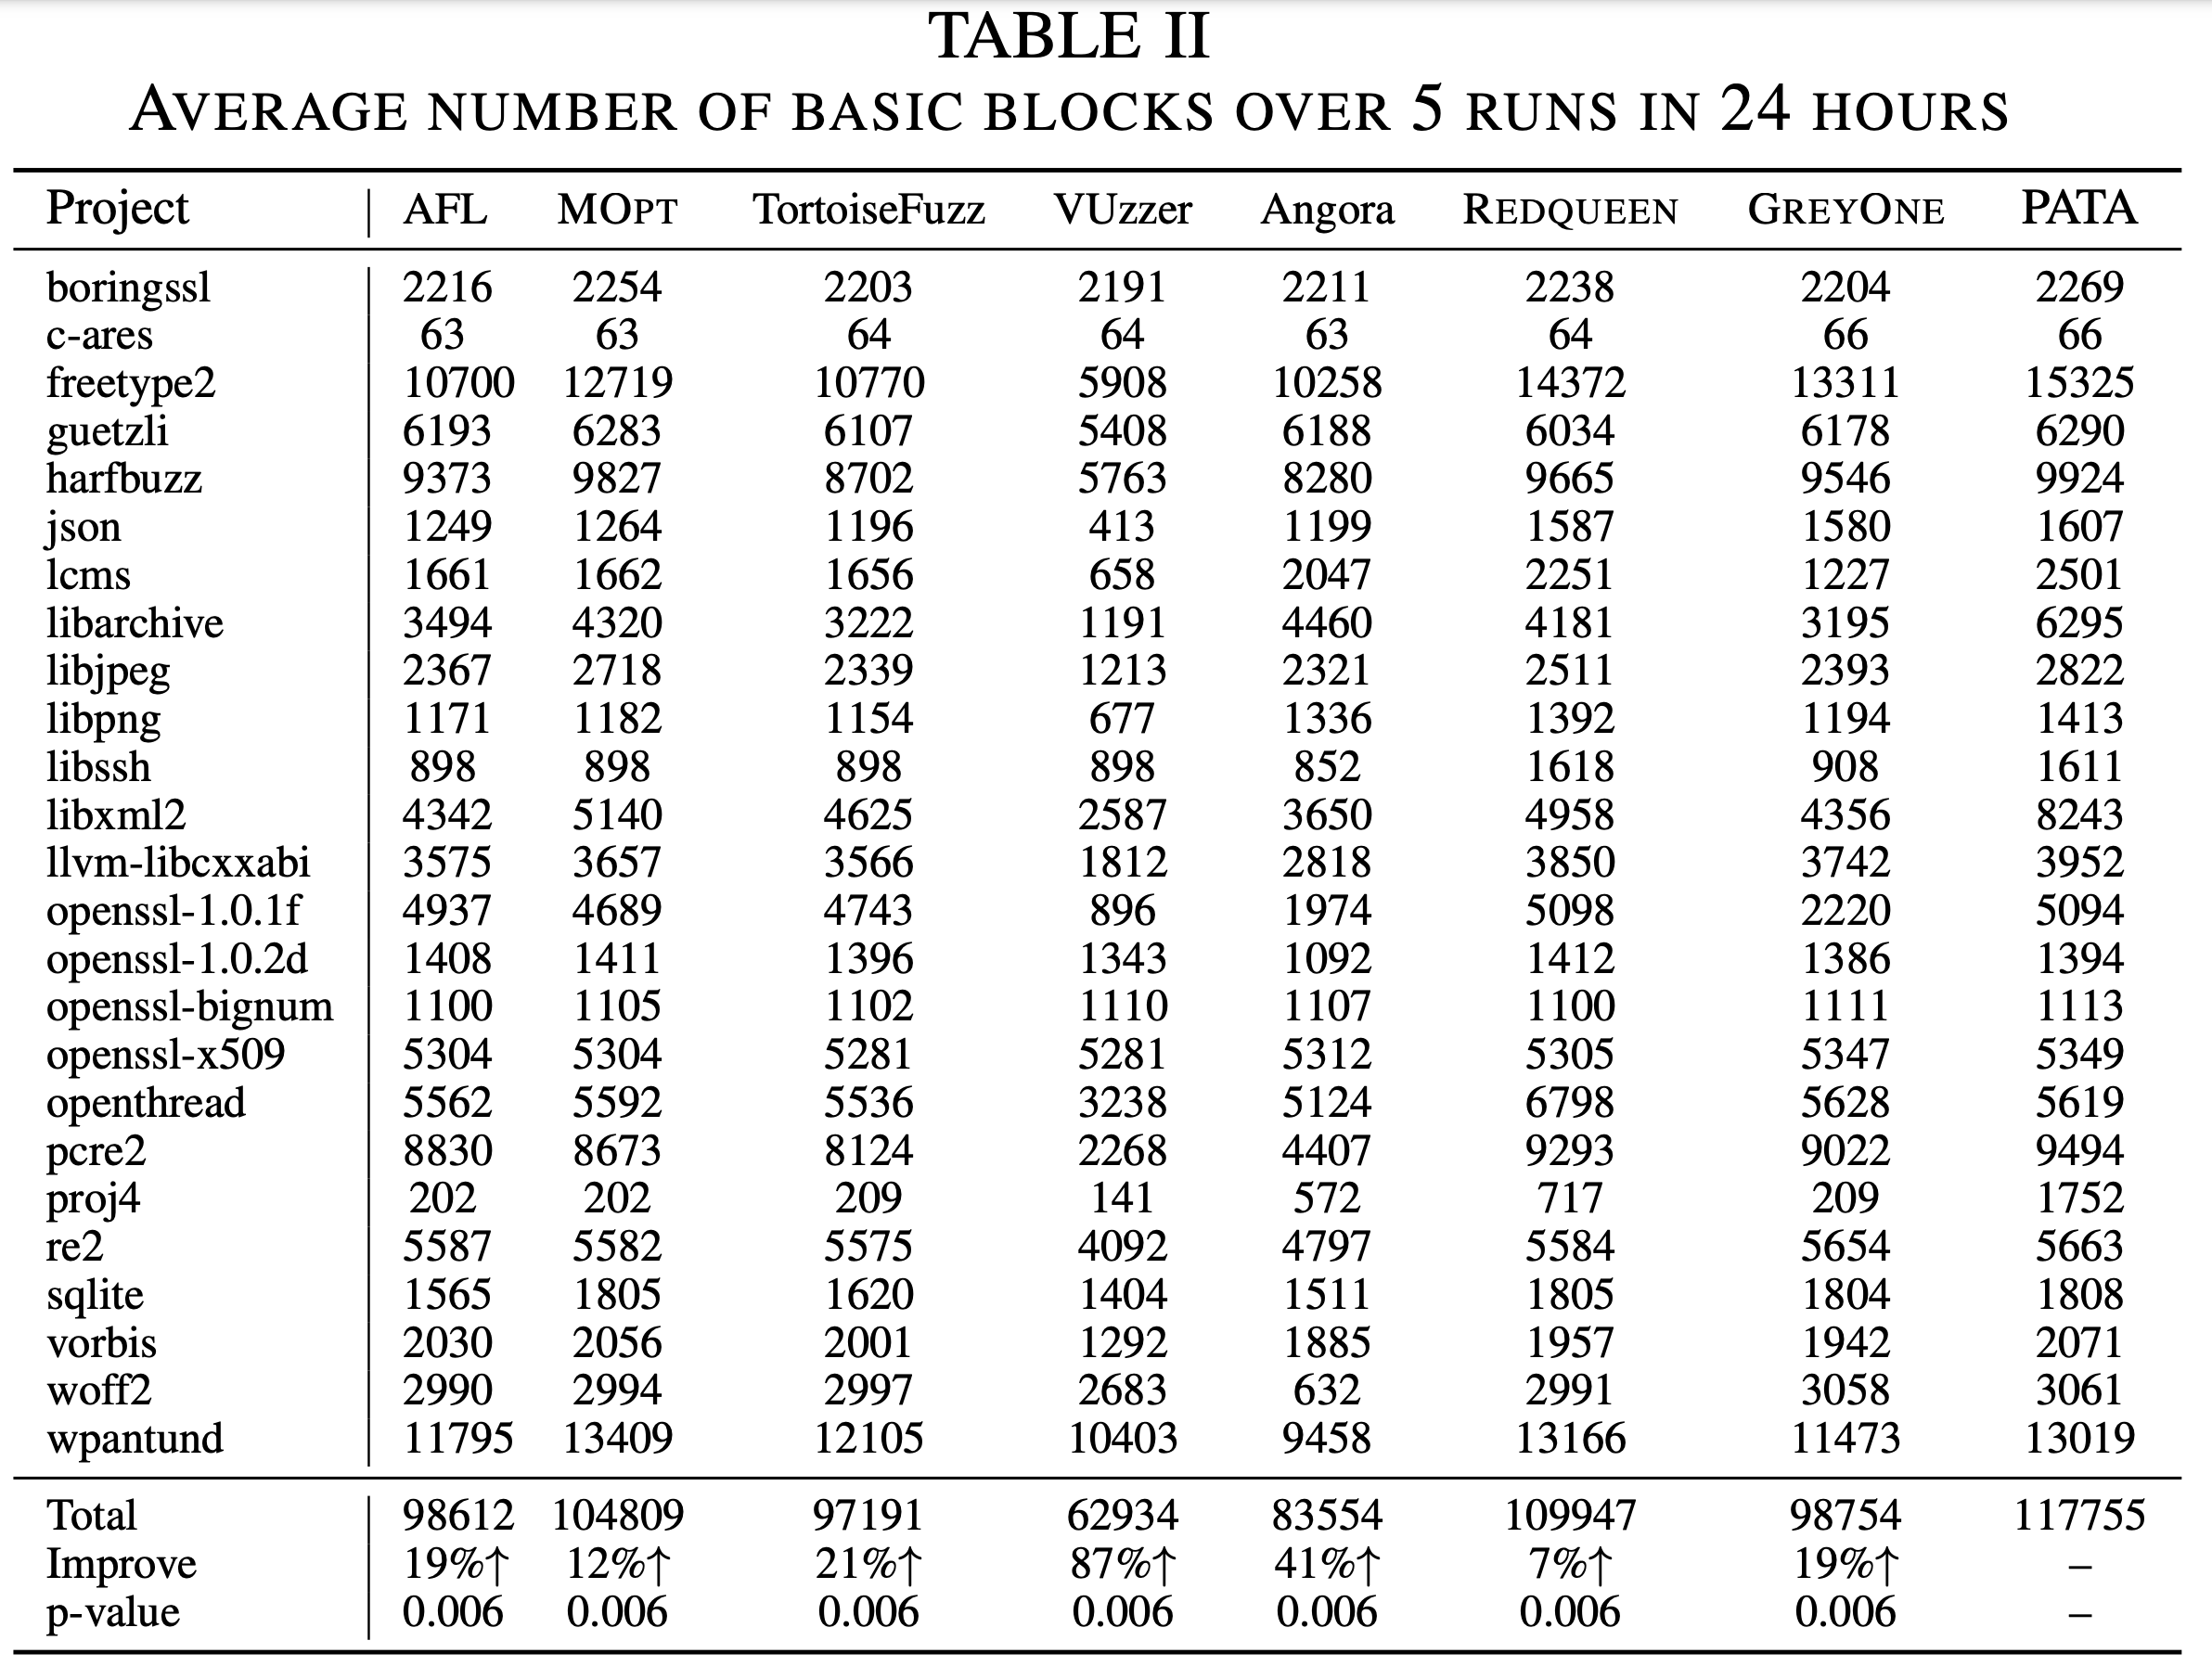 TABLE II
AVERAGE NUMBER OF BASIC BLOCKS OVER 5 RUNS IN 24 HOURS
Project AFL MOPT TortoiseFuzz VUzzer Angora REDQUEEN GREYONE PATA
boringssl 2216 2254 2203 2191 2211 2238 2204 2269
c-ares 63 63 64 64 63 64 66 66
freetype2 10700 12719 10770 5908 10258 14372 13311 15325
guetzli 6193 6283 6107 5408 6188 6034 6178 6290
harfbuzz 9373 9827 8702 5763 8280 9665 9546 9924
json 1249 1264 1196 413 1199 1587 1580 1607
lcms 1661 1662 1656 658 2047 2251 1227 2501
libarchive 3494 4320 3222 1191 4460 4181 3195 6295
libjpeg 2367 2718 2339 1213 2321 2511 2393 2822
libpng 1171 1182 1154 677 1336 1392 1194 1413
libssh 898 898 898 898 852 1618 908 1611
libxml2 4342 5140 4625 2587 3650 4958 4356 8243
llvm-libcxxabi 3575 3657 3566 1812 2818 3850 3742 3952
openssl-1.0.1f 4937 4689 4743 896 1974 5098 2220 5094
openssl-1.0.2d 1408 1411 1396 1343 1092 1412 1386 1394
openssl-bignum 1100 1105 1102 1110 1107 1100 1111 1113
openssl-x509 5304 5304 5281 5281 5312 5305 5347 5349
openthread 5562 5592 5536 3238 5124 6798 5628 5619
pcre2 8830 8673 8124 2268 4407 9293 9022 9494
proj4 202 202 209 141 572 717 209 1752
re2 5587 5582 5575 4092 4797 5584 5654 5663
sqlite 1565 1805 1620 1404 1511 1805 1804 1808
vorbis 2030 2056 2001 1292 1885 1957 1942 2071
woff2 2990 2994 2997 2683 632 2991 3058 3061
wpantund 11795 13409 12105 10403 9458 13166 11473 13019
Total 98612 104809 97191 62934 83554 109947 98754 117755
Improve 19%↑ 12%↑ 21%↑ 87%↑ 41%↑ 7%↑ 19%↑ –
p-value 0.006 0.006 0.006 0.006 0.006 0.006 0.006 –